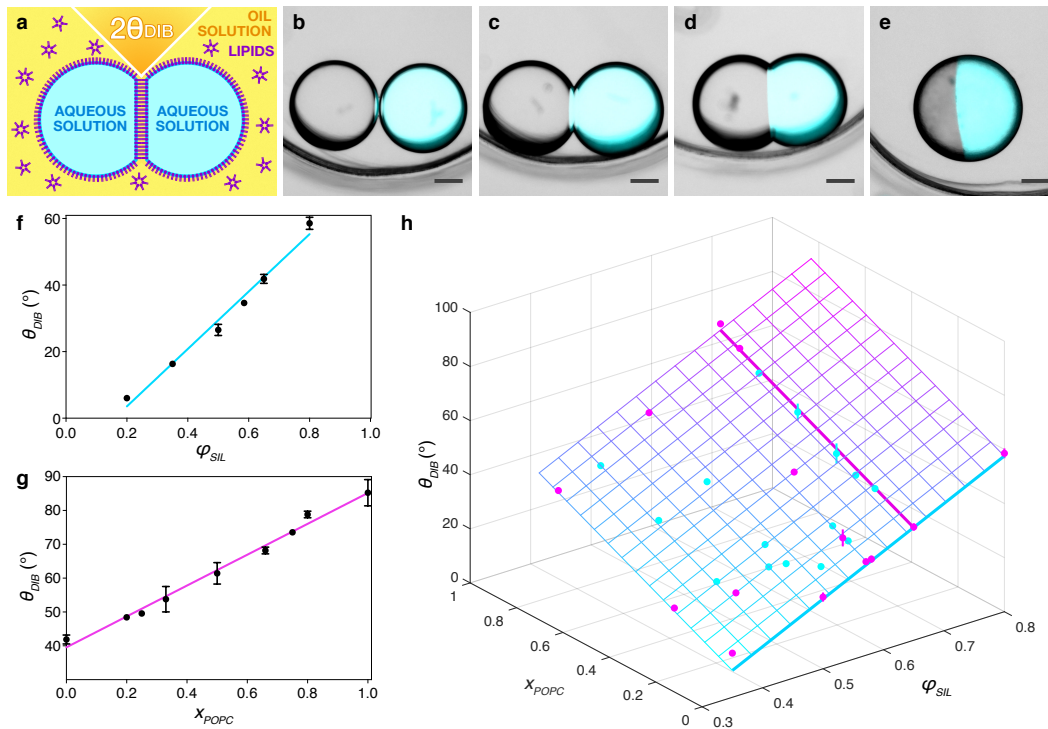 a
2θDIB
OIL
SOLUTION
LIPIDS
AQUEOUS
SOLUTION
AQUEOUS
SOLUTION
b
c
d
e
f
60
40
20
0
θDIB (°)
0.0 0.2 0.4 0.6 0.8 1.0
φSIL
g
90
80
70
60
50
40
θDIB (°)
0.0 0.2 0.4 0.6 0.8 1.0
xPOPC
h
100
80
60
40
20
0
θDIB (°)
1
0.8
0.6
0.4
0.2
0
xPOPC
0.3
0.4
0.5
0.6
0.7
0.8
φSIL